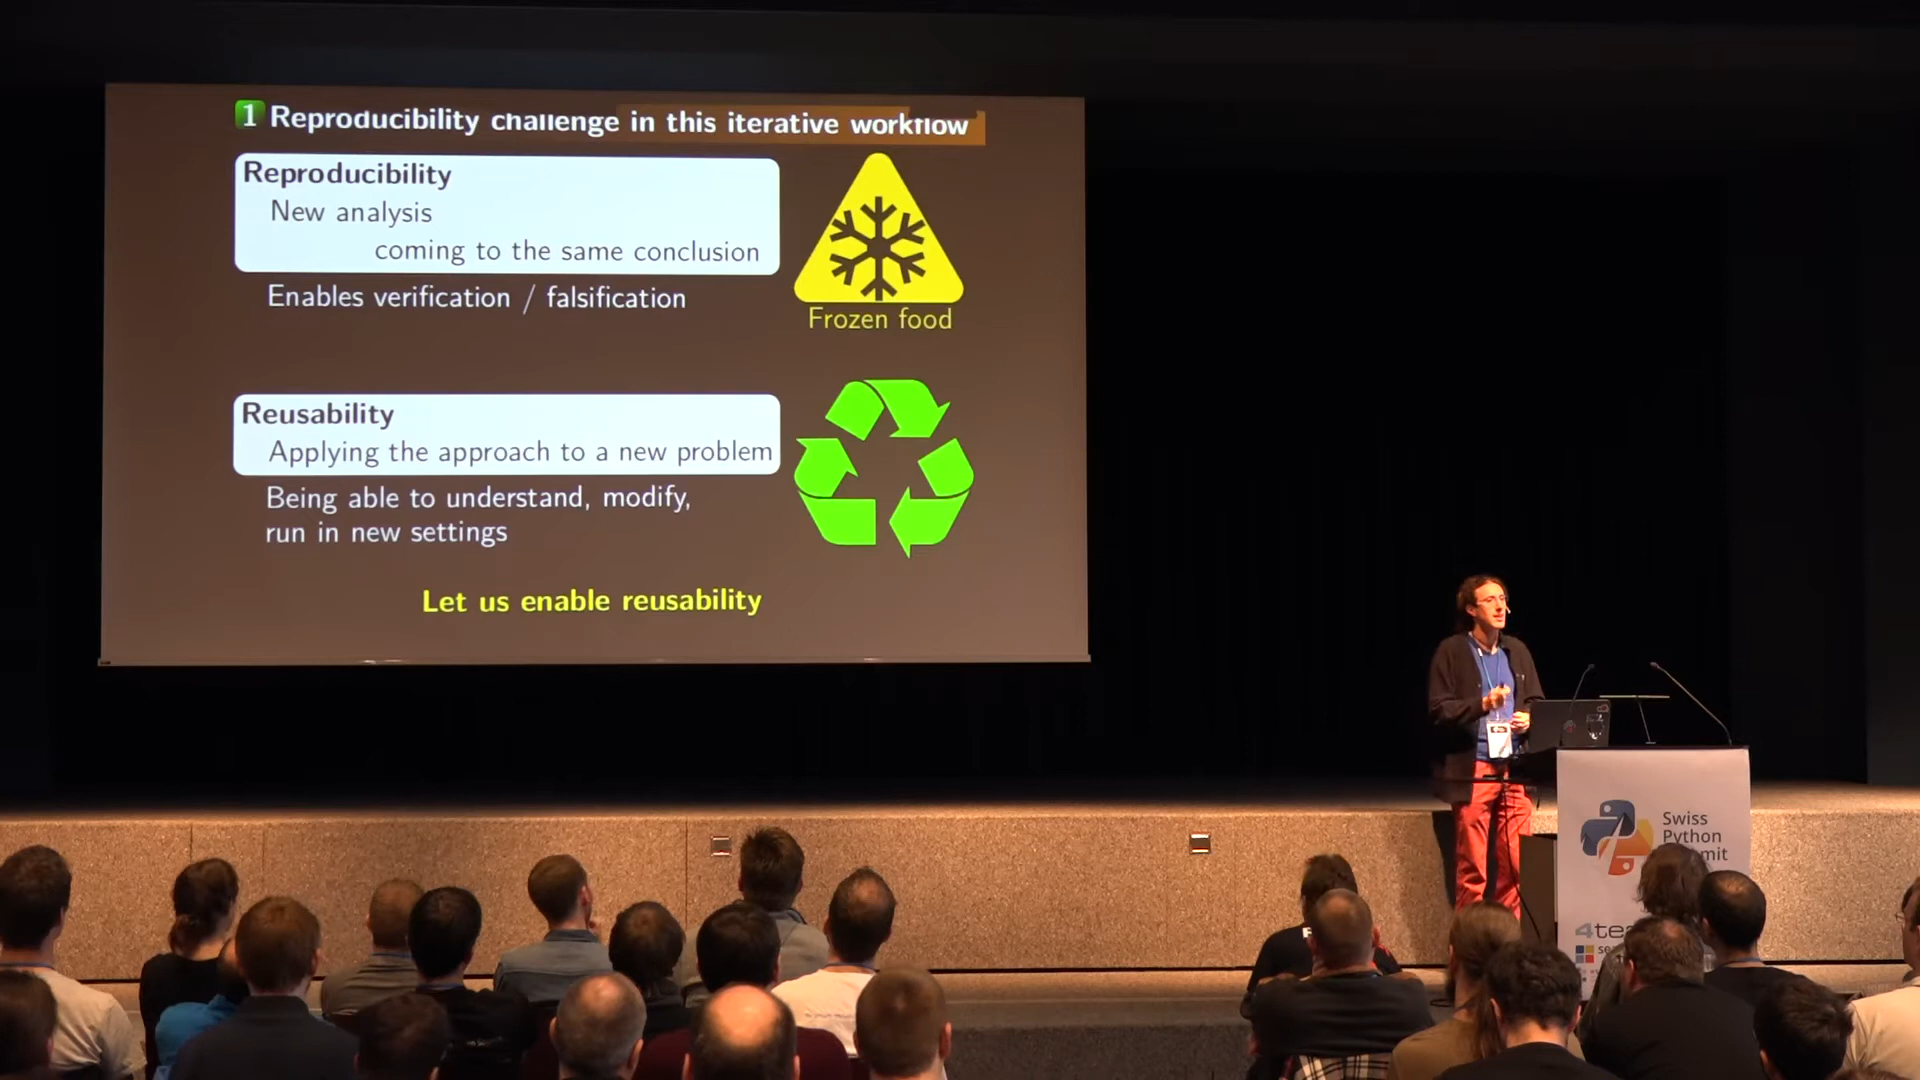 1 Reproducibility challenge in this iterative workflow
Reproducibility
New analysis
coming to the same conclusion
Enables verification / falsification
Frozen food
Reusability
Applying the approach to a new problem
Being able to understand, modify,
run in new settings
Let us enable reusability
Swiss
Python
mit
4tea